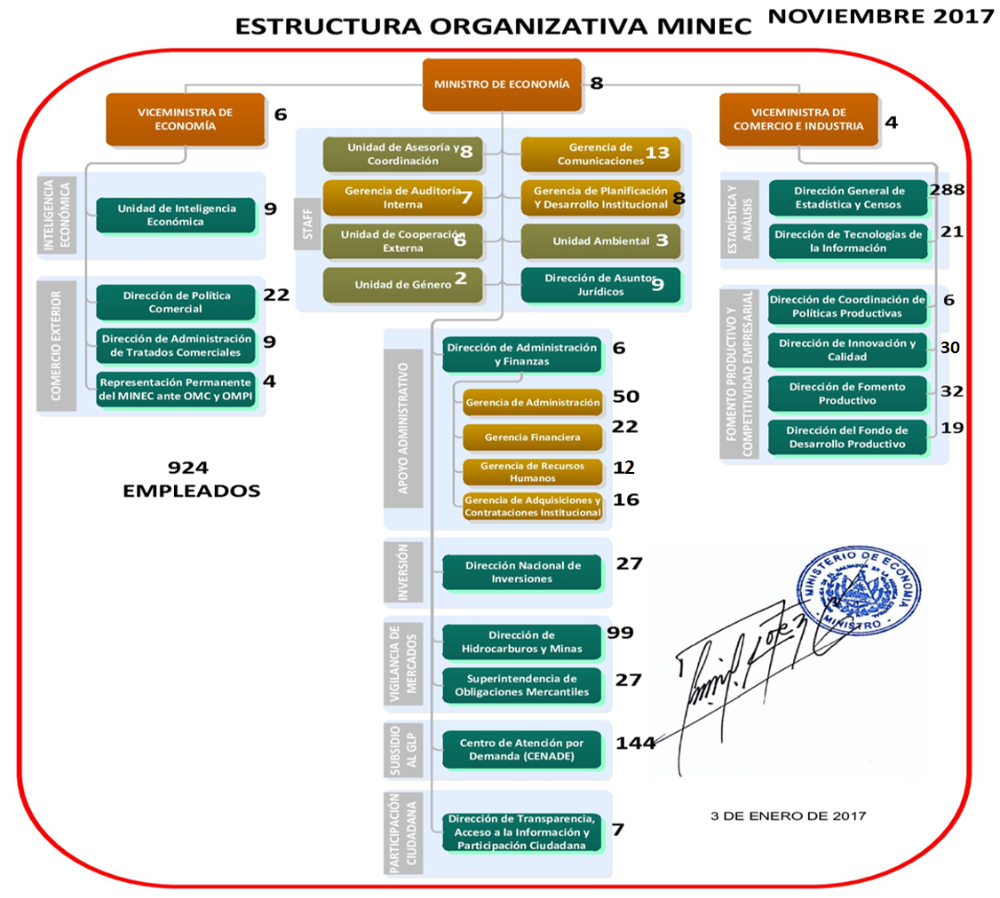 ESTRUCTURA ORGANIZATIVA MINEC
NOVIEMBRE 2017
MINISTRO DE ECONOMÍA
8
VICEMINISTRA DE
ECONOMÍA
6
VICEMINISTRA DE
COMERCIO E INDUSTRIA
4
INTELIGENCIA
ECONÓMICA
Unidad de Inteligencia
Económica
9
COMERCIO EXTERIOR
Dirección de Política
Comercial
22
Dirección de Administración
de Tratados Comerciales
9
Representación Permanente
del MINEC ante OMC y OMPI
4
924
EMPLEADOS
STAFF
Unidad de Asesoría y
Coordinación
8
Gerencia de
Comunicaciones
13
Gerencia de Auditoría
Interna
7
Gerencia de Planificación
Y Desarrollo Institucional
8
Unidad de Cooperación
Externa
6
Unidad Ambiental
3
Unidad de Género
2
Dirección de Asuntos
Jurídicos
9
APOYO ADMINISTRATIVO
Dirección de Administración
y Finanzas
6
Gerencia de Administración
50
Gerencia Financiera
22
Gerencia de Recursos
Humanos
12
Gerencia de Adquisiciones y
Contrataciones Institucional
16
INVERSIÓN
Dirección Nacional de
Inversiones
27
VIGILANCIA DE
MERCADOS
Dirección de
Hidrocarburos y Minas
99
Superintendencia de
Obligaciones Mercantiles
27
SUBSIDIO
AL GLP
Centro de Atención por
Demanda (CENADE)
144
PARTICIPACIÓN
CIUDADANA
Dirección de Transparencia,
Acceso a la Información y
Participación Ciudadana
7
ESTADÍSTICA Y
ANÁLISIS
Dirección General de
Estadística y Censos
288
Dirección de Tecnologías de
la Información
21
FOMENTO PRODUCTIVO Y
COMPETITIVIDAD EMPRESARIAL
Dirección de Coordinación de
Políticas Productivas
6
Dirección de Innovación y
Calidad
30
Dirección de Fomento
Productivo
32
Dirección del Fondo de
Desarrollo Productivo
19
MINISTERIO DE ECONOMIA
MINISTRO
3 DE ENERO DE 2017